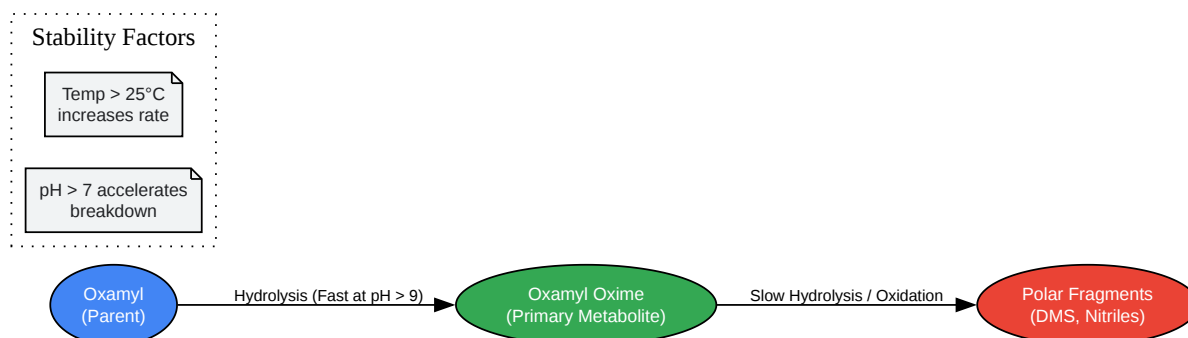 Stability Factors
Temp > 25°C
increases rate
pH > 7 accelerates
breakdown
Oxamyl
(Parent)
Hydrolysis (Fast at pH > 9)
Oxamyl Oxime
(Primary Metabolite)
Slow Hydrolysis / Oxidation
Polar Fragments
(DMS, Nitriles)